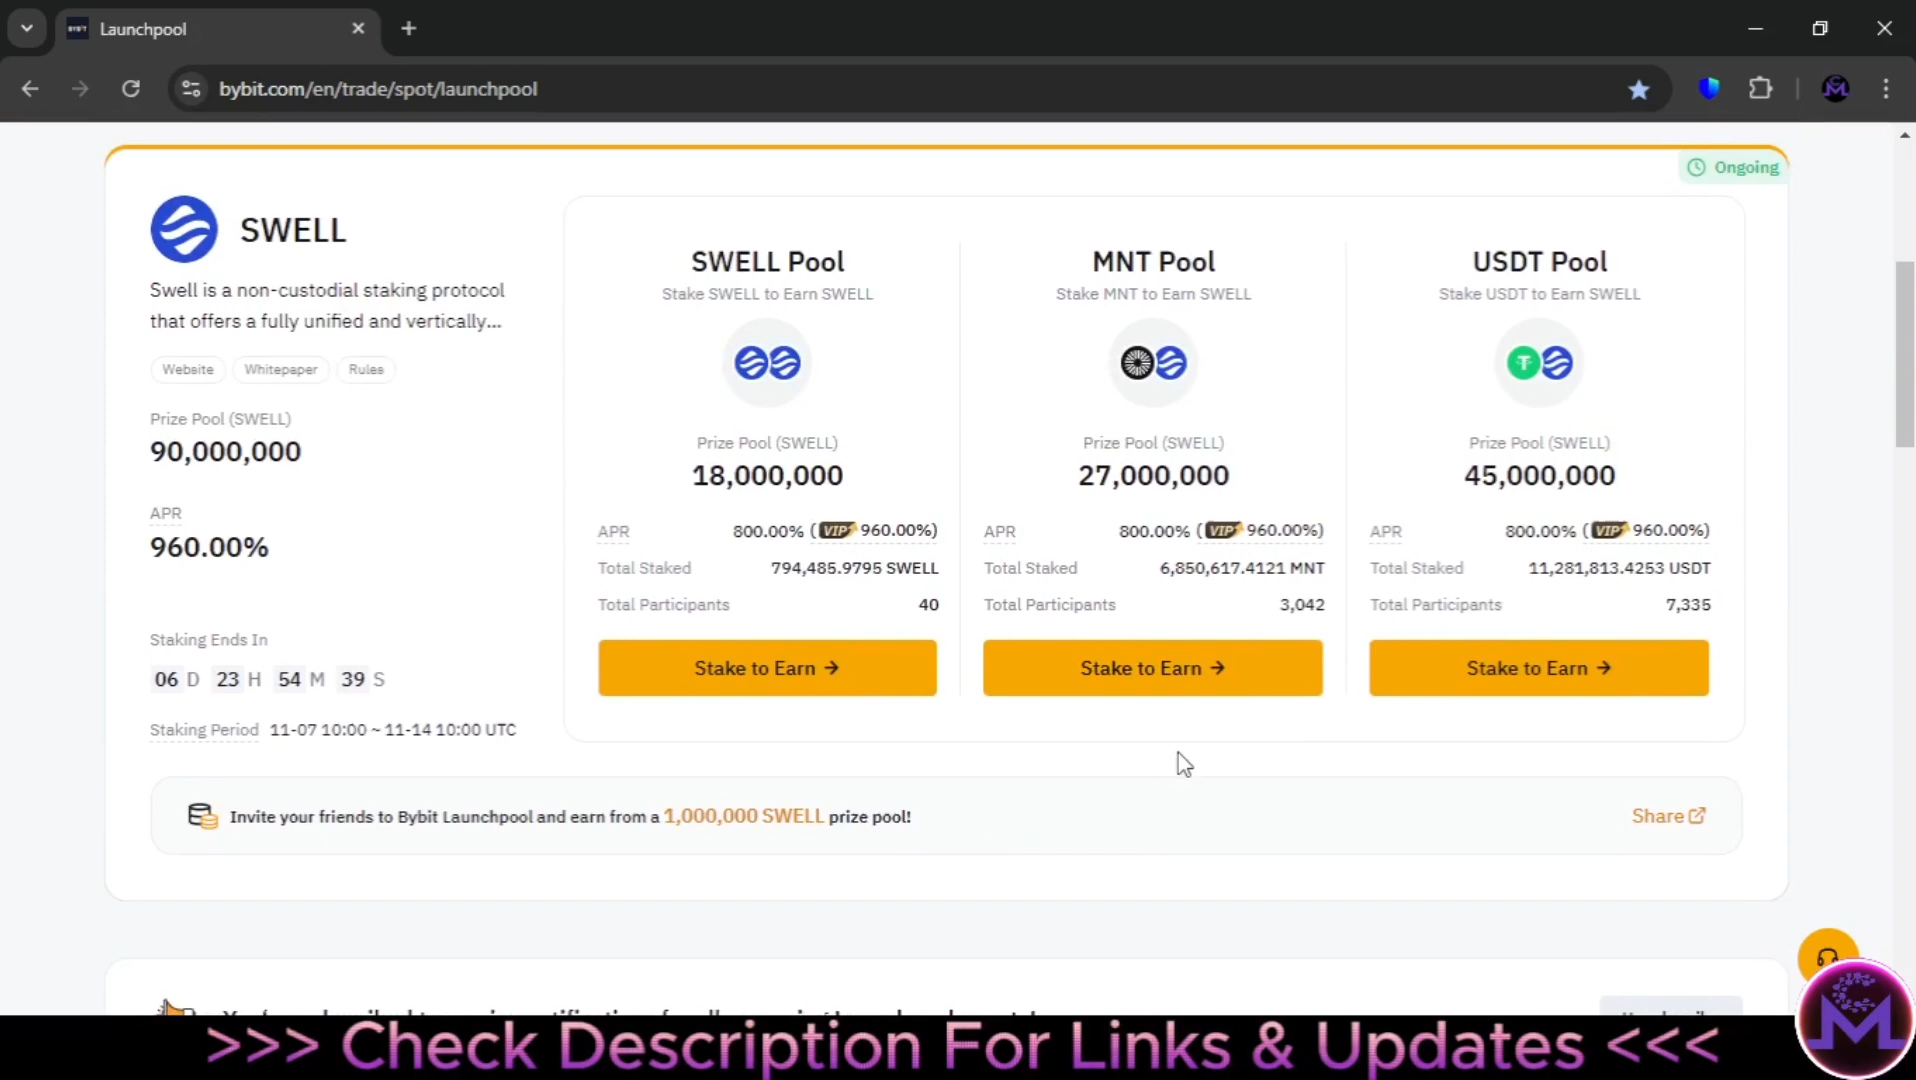 Launchpool
bybit.com/en/trade/spot/launchpool
Ongoing
SWELL
Swell is a non-custodial staking protocol
that offers a fully unified and vertically...
Website Whitepaper Rules
Prize Pool (SWELL)
90,000,000
APR
960.00%
Staking Ends In
06 D 23 H 54 M 39 S
Staking Period 11-07 10:00 ~ 11-14 10:00 UTC
SWELL Pool
Stake SWELL to Earn SWELL
Prize Pool (SWELL)
18,000,000
APR 800.00% (VIP 960.00%)
Total Staked 794,485.9795 SWELL
Total Participants 40
Stake to Earn →
MNT Pool
Stake MNT to Earn SWELL
Prize Pool (SWELL)
27,000,000
APR 800.00% (VIP 960.00%)
Total Staked 6,850,617.4121 MNT
Total Participants 3,042
Stake to Earn →
USDT Pool
Stake USDT to Earn SWELL
Prize Pool (SWELL)
45,000,000
APR 800.00% (VIP 960.00%)
Total Staked 11,281,813.4253 USDT
Total Participants 7,335
Stake to Earn →
Invite your friends to Bybit Launchpool and earn from a 1,000,000 SWELL prize pool!
Share
>>> Check Description For Links & Updates <<<